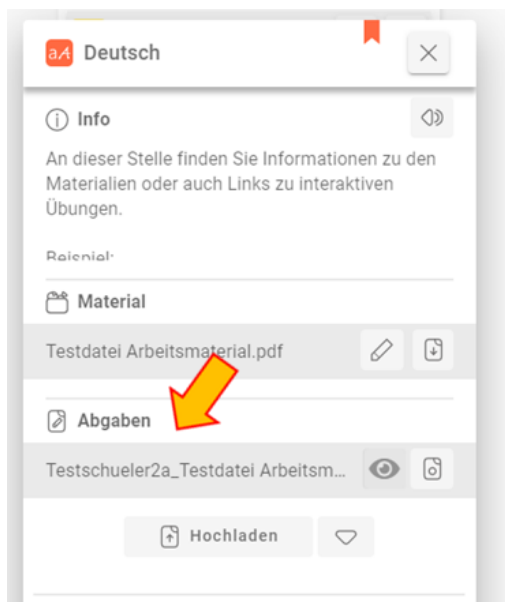 aA Deutsch
Info
An dieser Stelle finden Sie Informationen zu den
Materialien oder auch Links zu interaktiven
Übungen.
Beispiel:
Material
Testdatei Arbeitsmaterial.pdf
Abgaben
Testschueler2a_Testdatei Arbeitsm...
Hochladen